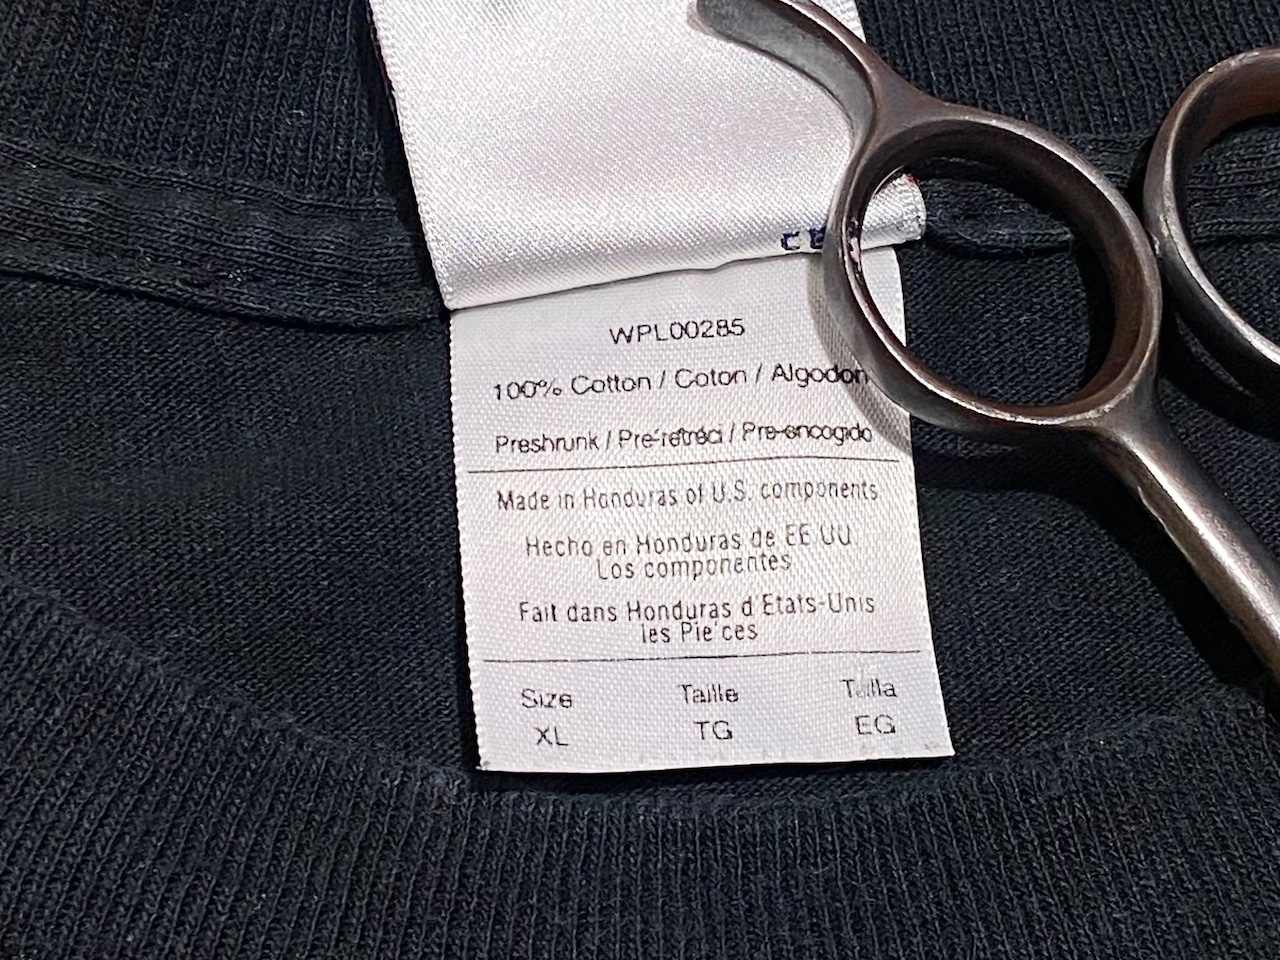 WPL00285
100% Cotton / Coton / Algodon
Preshrunk / Pre-retréci / Pre-encogido
Made in Honduras of U.S. components
Hecho en Honduras de EE UU.
Los componentes
Fait dans Honduras d'Etats-Unis
les Pie'ces
Size Taille Talla
XL TG EG